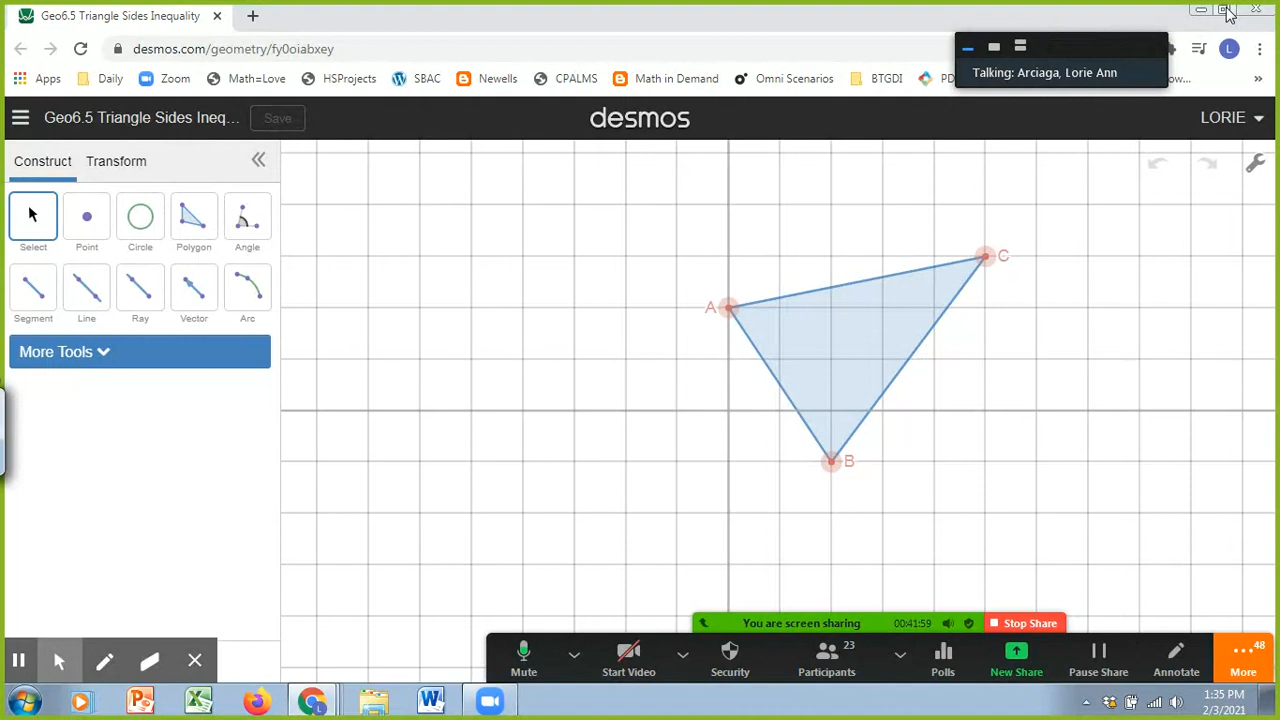 Geo6.5 Triangle Sides Inequality
desmos.com/geometry/fy0oiabxey
L
Talking: Arciaga, Lorie Ann
Apps Daily Zoom Math=Love HSProjects SBAC Newells CPALMS Math in Demand Omni Scenarios BTGDI
Geo6.5 Triangle Sides Ineq... Save desmos LORIE
Construct Transform
Select Point Circle Polygon Angle
Segment Line Ray Vector Arc
More Tools
A
B
C
You are screen sharing 00:41:59 Stop Share
23
48
Mute Start Video Security Participants Polls New Share Pause Share Annotate More
1:35 PM
2/3/2021